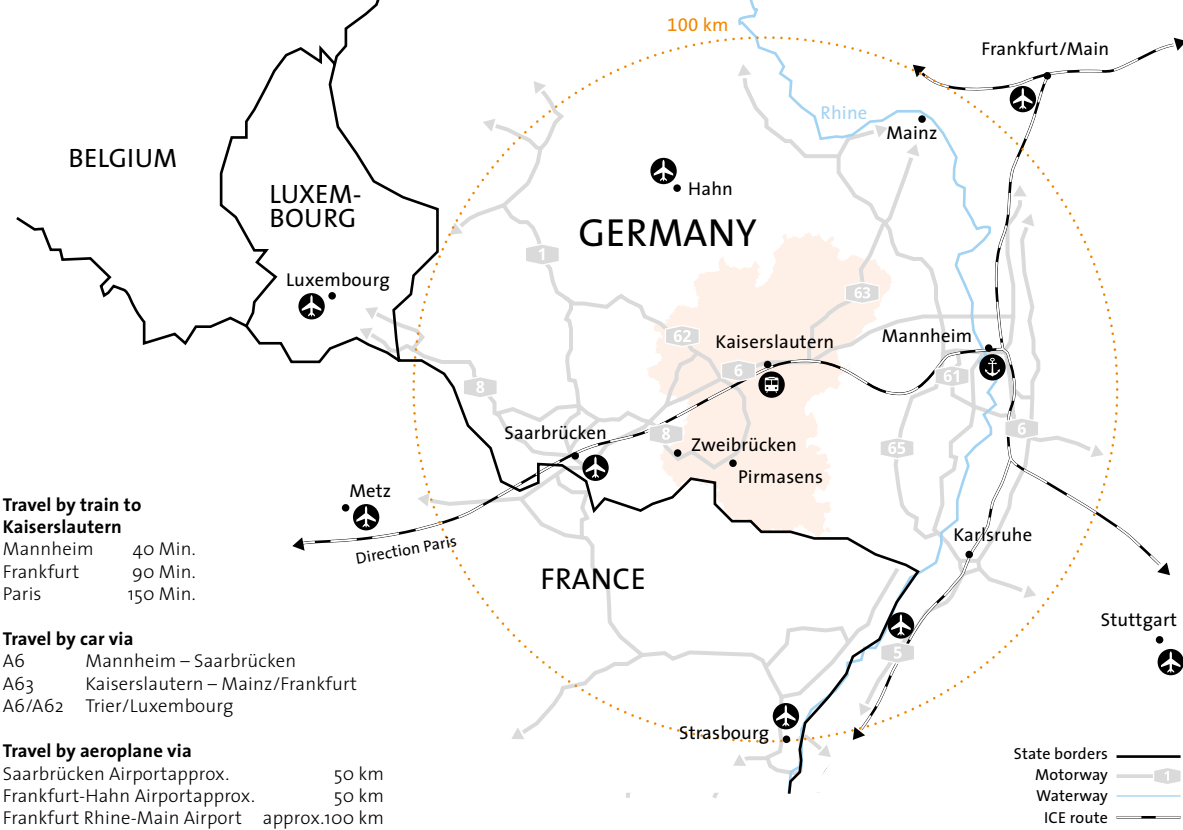 100 km
Frankfurt/Main
Rhine
Mainz
BELGIUM
LUXEM-
BOURG
Hahn
GERMANY
1
Luxembourg
63
62
Kaiserslautern
Mannheim
6
61
8
Saarbrücken
8
6
Zweibrücken
65
Pirmasens
Metz
Direction Paris
Karlsruhe
FRANCE
Stuttgart
5
Strasbourg
Travel by train to
Kaiserslautern
Mannheim 40 Min.
Frankfurt 90 Min.
Paris 150 Min.
Travel by car via
A6 Mannheim – Saarbrücken
A63 Kaiserslautern – Mainz/Frankfurt
A6/A62 Trier/Luxembourg
Travel by aeroplane via
Saarbrücken Airportapprox. 50 km
Frankfurt-Hahn Airportapprox. 50 km
Frankfurt Rhine-Main Airport approx.100 km
State borders
Motorway 1
Waterway
ICE route